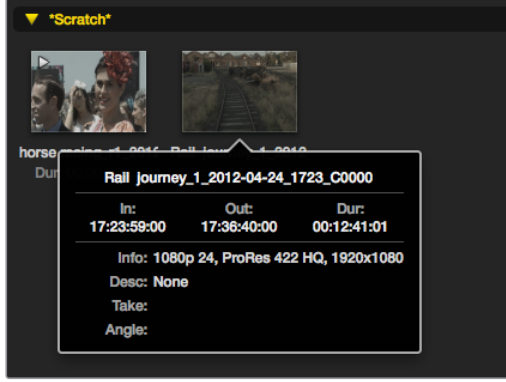 *Scratch*
Rail journey_1_2012-04-24_1723_C0000
In: Out: Dur:
17:23:59:00 17:36:40:00 00:12:41:01
Info: 1080p 24, ProRes 422 HQ, 1920x1080
Desc: None
Take:
Angle: